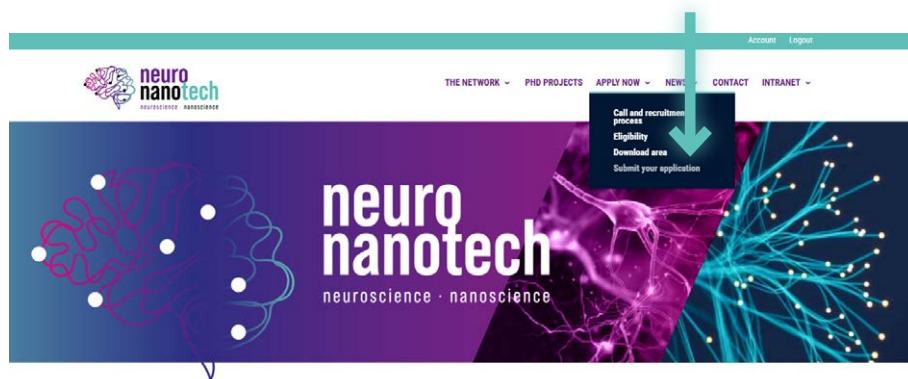 Account Logout
neuro
nanotech
neuroscience · nanoscience
THE NETWORK PHD PROJECTS APPLY NOW NEWS CONTACT INTRANET
Call and recruitment
process
Eligibility
Download area
Submit your application
neuro
nanotech
neuroscience · nanoscience